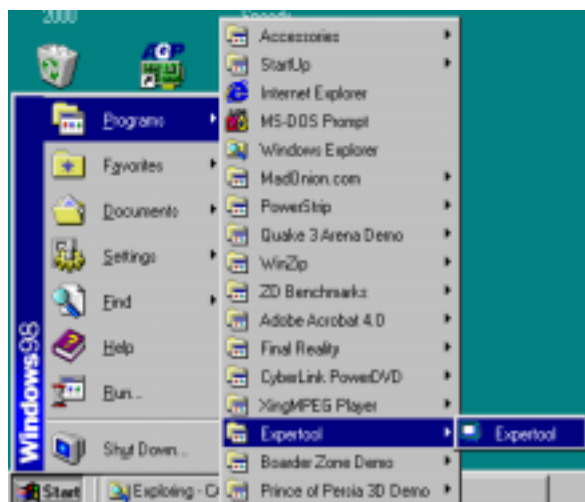 2000
AGP
Programs
Favorites
Documents
Settings
Find
Help
Run...
Shut Down...
Windows98
Accessories
StartUp
Internet Explorer
MS-DOS Prompt
Windows Explorer
MadOnion.com
PowerStrip
Quake 3 Arena Demo
WinZip
ZD Benchmarks
Adobe Acrobat 4.0
Final Reality
CyberLink PowerDVD
XingMPEG Player
Expertool
Boarder Zone Demo
Prince of Persia 3D Demo
Expertool
Start
Exploring - C